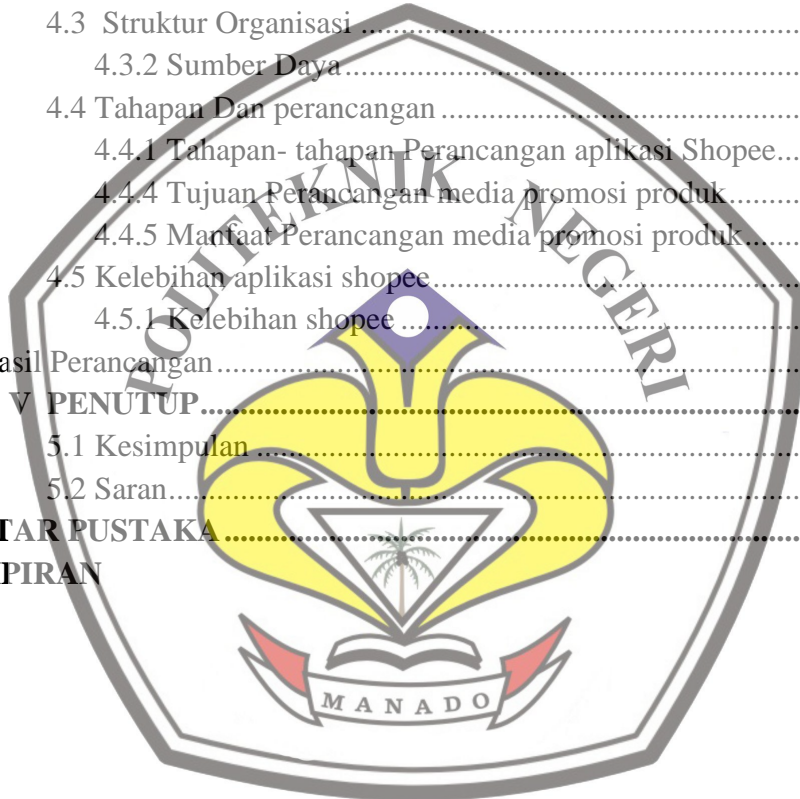 4.3 Struktur Organisasi ..........................................................
4.3.2 Sumber Daya..........................................................
4.4 Tahapan Dan perancangan ..........................................................
4.4.1 Tahapan- tahapan Perancangan aplikasi Shopee...
4.4.4 Tujuan Perancangan media promosi produk..........
4.4.5 Manfaat Perancangan media promosi produk.......
4.5 Kelebihan aplikasi shopee..................................................
4.5.1 Kelebihan shopee ..................................................
asil Perancangan..........................................................................
V PENUTUP..........................................................................
5.1 Kesimpulan ......................................................................
5.2 Saran................................................................................
TAR PUSTAKA......................................................................
PIRAN
POLITEKNIK NEGERI
MANADO